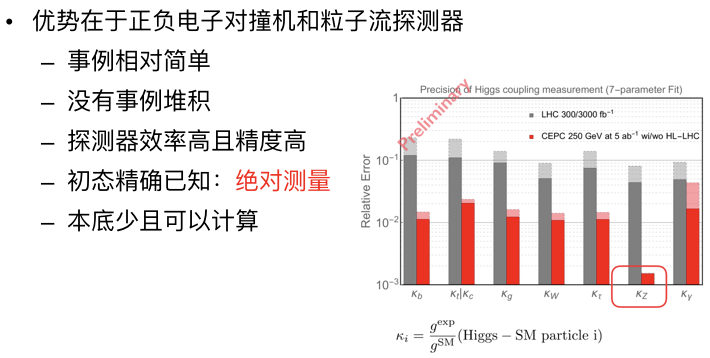 • 优势在于正负电子对撞机和粒子流探测器
– 事例相对简单
– 没有事例堆积
– 探测器效率高且精度高
– 初态精确已知：绝对测量
– 本底少且可以计算
Precision of Higgs coupling measurement (7−parameter Fit)
Preliminary
LHC 300/3000 fb⁻¹
CEPC 250 GeV at 5 ab⁻¹ wi/wo HL−LHC
Relative Error
1
10⁻¹
10⁻²
10⁻³
κb κt|κc κg κW κτ κZ κγ
κi = g^exp / g^SM (Higgs − SM particle i)